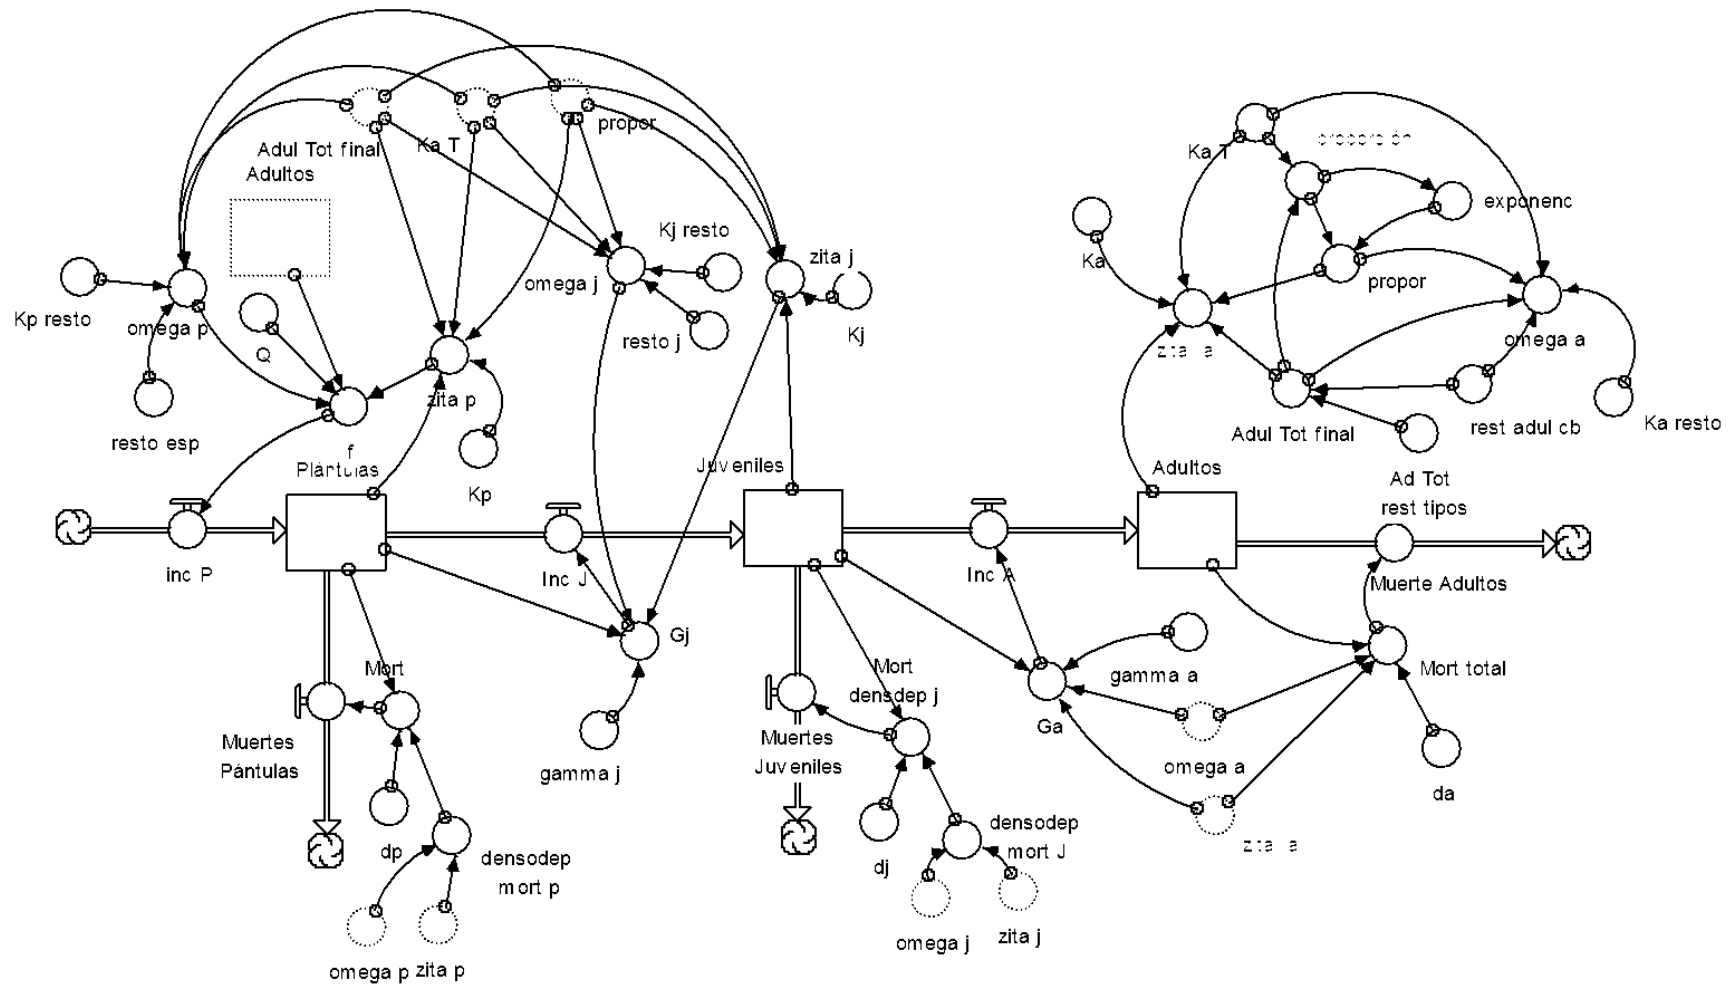 propor
Adul Tot final
Ka T
Adultos
Kp resto
omega p
Q
resto esp
f
zita p
Kp
omega j
Kj resto
resto j
zita j
Kj
Ka T
exponenc
Ka
propor
omega a
Adul Tot final
rest adul cb
Ka resto
Ad Tot
rest tipos
Plántulas
Juveniles
Adultos
inc P
Inc J
Inc A
Muerte Adultos
Gj
Mort
Muertes
Pántulas
dp
densodep
mort p
omega p
zita p
gamma j
Mort
densdep j
Muertes
Juveniles
dj
densodep
mort J
omega j
zita j
gamma a
Ga
omega a
Mort total
da